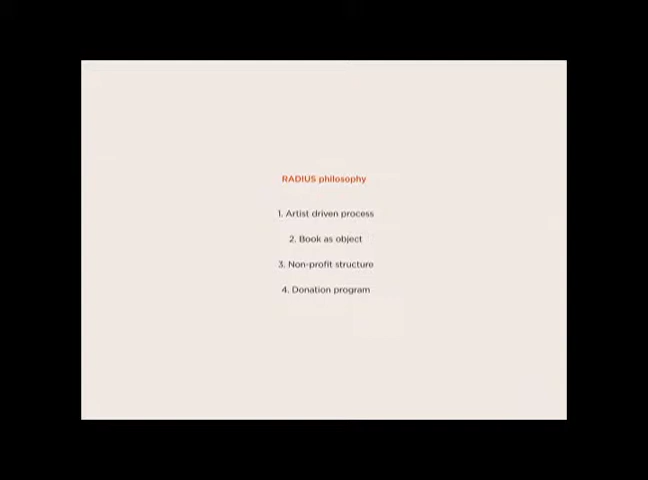 RADIUS philosophy
1. Artist driven process
2. Book as object
3. Non-profit structure
4. Donation program